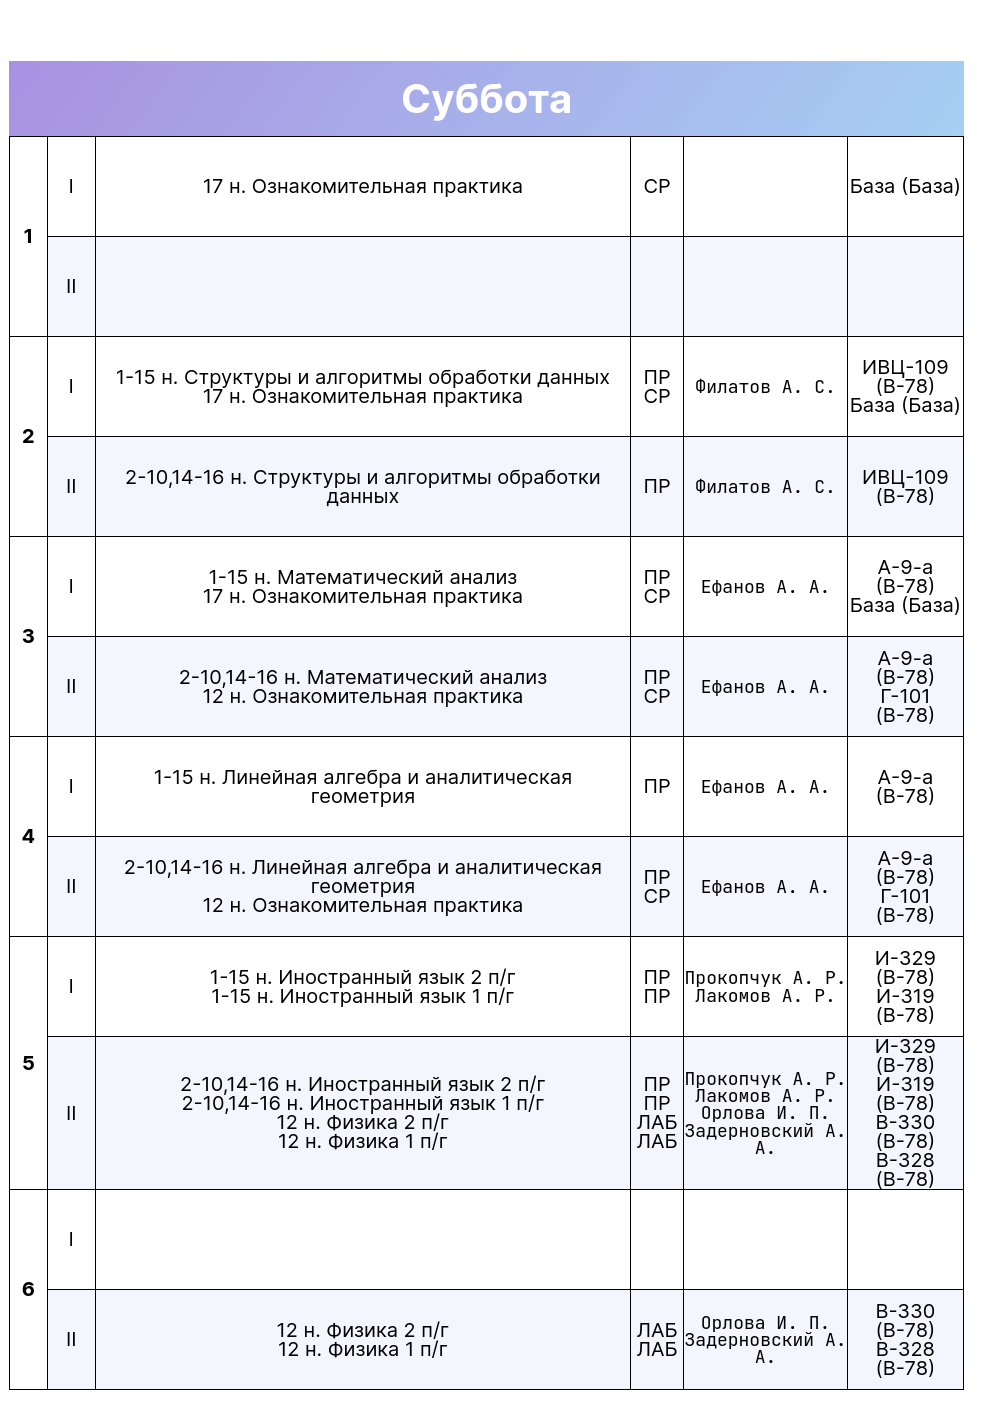 Суббота
1
I
17 н. Ознакомительная практика
СР
База (База)
II
2
I
1-15 н. Структуры и алгоритмы обработки данных
17 н. Ознакомительная практика
ПР
СР
Филатов А. С.
ИВЦ-109
(В-78)
База (База)
II
2-10,14-16 н. Структуры и алгоритмы обработки
данных
ПР
Филатов А. С.
ИВЦ-109
(В-78)
3
I
1-15 н. Математический анализ
17 н. Ознакомительная практика
ПР
СР
Ефанов А. А.
А-9-а
(В-78)
База (База)
II
2-10,14-16 н. Математический анализ
12 н. Ознакомительная практика
ПР
СР
Ефанов А. А.
А-9-а
(В-78)
Г-101
(В-78)
4
I
1-15 н. Линейная алгебра и аналитическая
геометрия
ПР
Ефанов А. А.
А-9-а
(В-78)
II
2-10,14-16 н. Линейная алгебра и аналитическая
геометрия
12 н. Ознакомительная практика
ПР
СР
Ефанов А. А.
А-9-а
(В-78)
Г-101
(В-78)
5
I
1-15 н. Иностранный язык 2 п/г
1-15 н. Иностранный язык 1 п/г
ПР
ПР
Прокопчук А. Р.
Лакомов А. Р.
И-329
(В-78)
И-319
(В-78)
II
2-10,14-16 н. Иностранный язык 2 п/г
2-10,14-16 н. Иностранный язык 1 п/г
12 н. Физика 2 п/г
12 н. Физика 1 п/г
ПР
ПР
ЛАБ
ЛАБ
Прокопчук А. Р.
Лакомов А. Р.
Орлова И. П.
Задерновский А.
А.
И-329
(В-78)
И-319
(В-78)
В-330
(В-78)
В-328
(В-78)
6
I
II
12 н. Физика 2 п/г
12 н. Физика 1 п/г
ЛАБ
ЛАБ
Орлова И. П.
Задерновский А.
А.
В-330
(В-78)
В-328
(В-78)